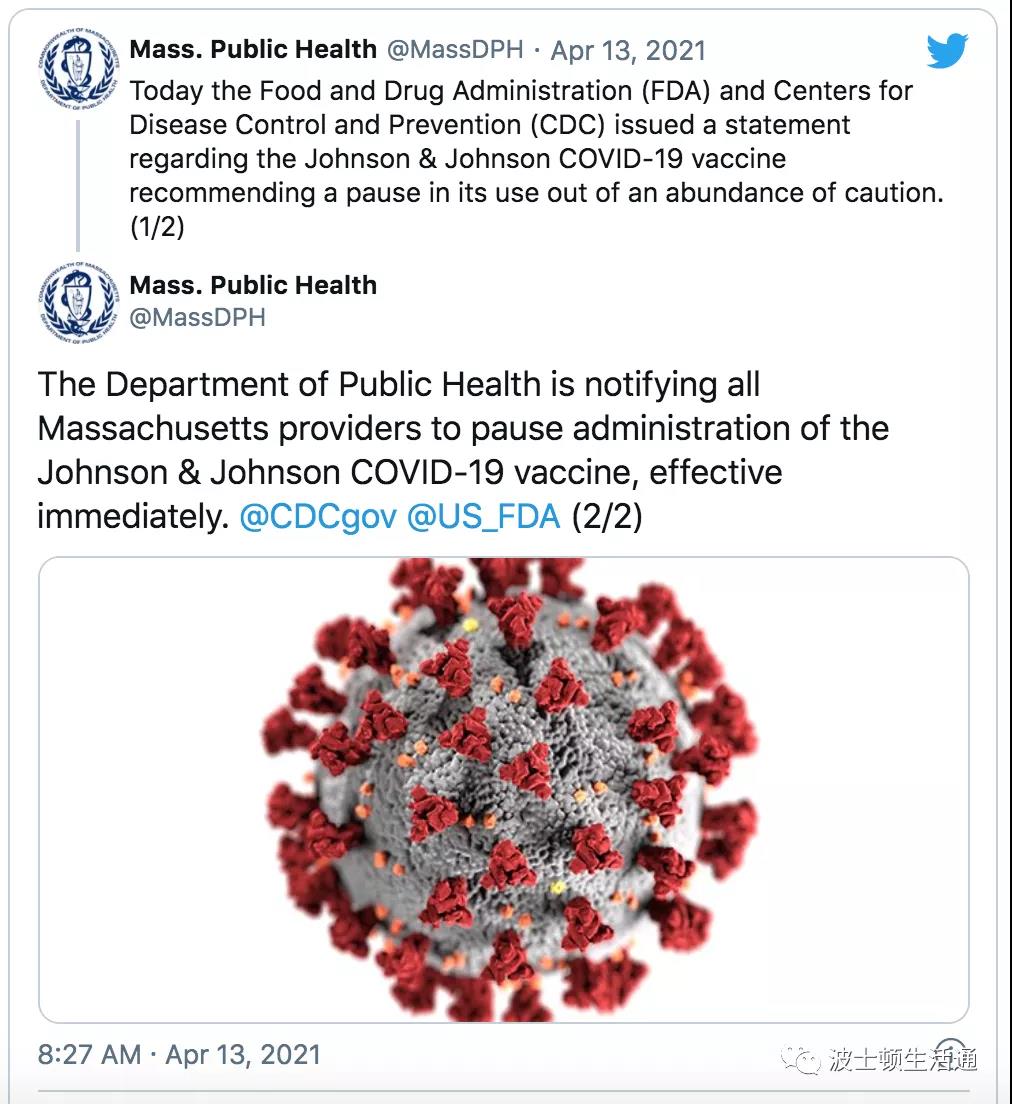 Mass. Public Health @MassDPH · Apr 13, 2021
Today the Food and Drug Administration (FDA) and Centers for
Disease Control and Prevention (CDC) issued a statement
regarding the Johnson & Johnson COVID-19 vaccine
recommending a pause in its use out of an abundance of caution.
(1/2)
Mass. Public Health
@MassDPH
The Department of Public Health is notifying all
Massachusetts providers to pause administration of the
Johnson & Johnson COVID-19 vaccine, effective
immediately. @CDCgov @US_FDA (2/2)
8:27 AM · Apr 13, 2021
波士顿生活通